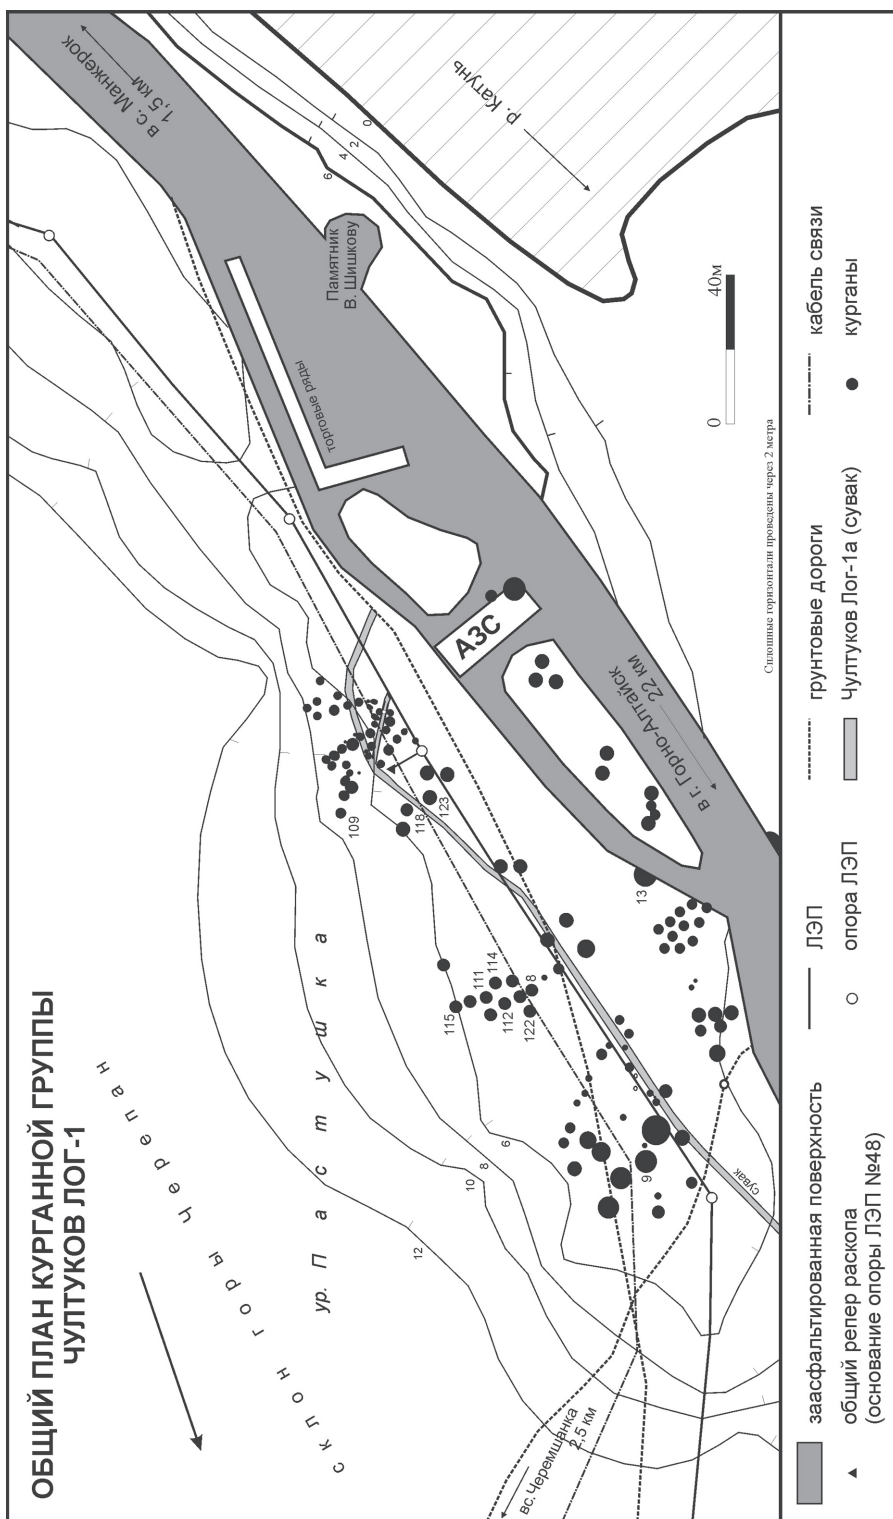 ОБЩИЙ ПЛАН КУРГАННОЙ ГРУППЫ
ЧУЛТУКОВ ЛОГ-1
склон горы Черепан
ур. Пастушка
в с. Манжерок
1,5 км
р. Катунь
6
4
2
0
Памятник
В. Шишкову
торговые ряды
АЗС
в г. Горно-Алтайск
22 км
0
40м
Сплошные горизонтали проведены через 2 метра
109
118
123
13
115
111
114
112
8
122
6
8
10
12
9
сувак
вс. Черемшанка
2,5 км
заасфальтированная поверхность
общий репер раскопа
(основание опоры ЛЭП №48)
ЛЭП
опора ЛЭП
грунтовые дороги
Чултуков Лог-1а (сувак)
кабель связи
курганы